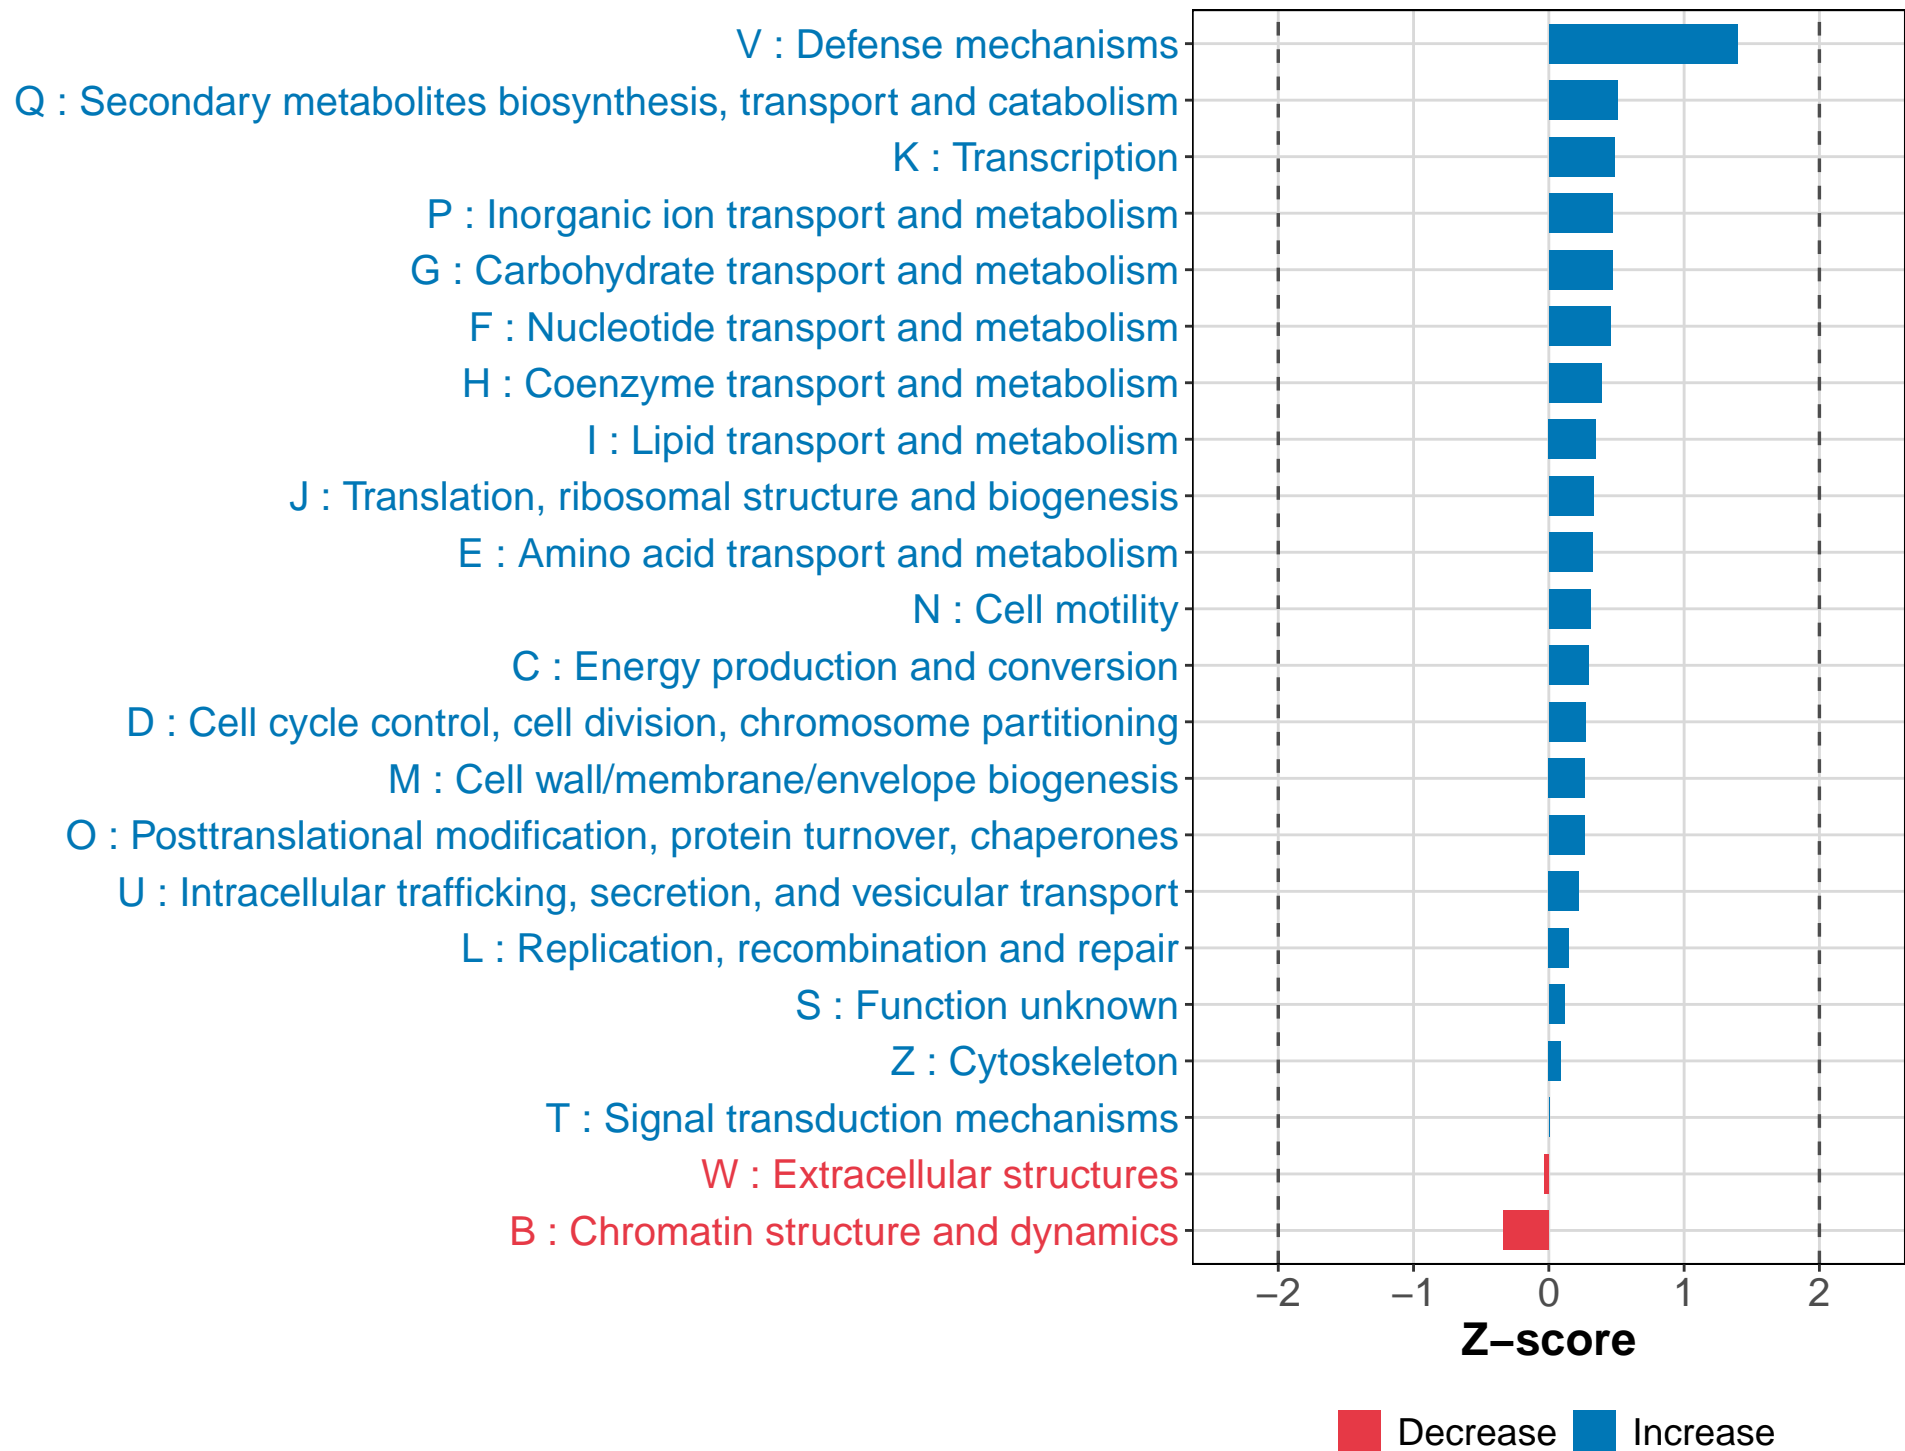 V : Defense mechanisms
Q : Secondary metabolites biosynthesis, transport and catabolism
K : Transcription
P : Inorganic ion transport and metabolism
G : Carbohydrate transport and metabolism
F : Nucleotide transport and metabolism
H : Coenzyme transport and metabolism
I : Lipid transport and metabolism
J : Translation, ribosomal structure and biogenesis
E : Amino acid transport and metabolism
N : Cell motility
C : Energy production and conversion
D : Cell cycle control, cell division, chromosome partitioning
M : Cell wall/membrane/envelope biogenesis
O : Posttranslational modification, protein turnover, chaperones
U : Intracellular trafficking, secretion, and vesicular transport
L : Replication, recombination and repair
S : Function unknown
Z : Cytoskeleton
T : Signal transduction mechanisms
W : Extracellular structures
B : Chromatin structure and dynamics
−2 −1 0 1 2
Z−score
Decrease Increase